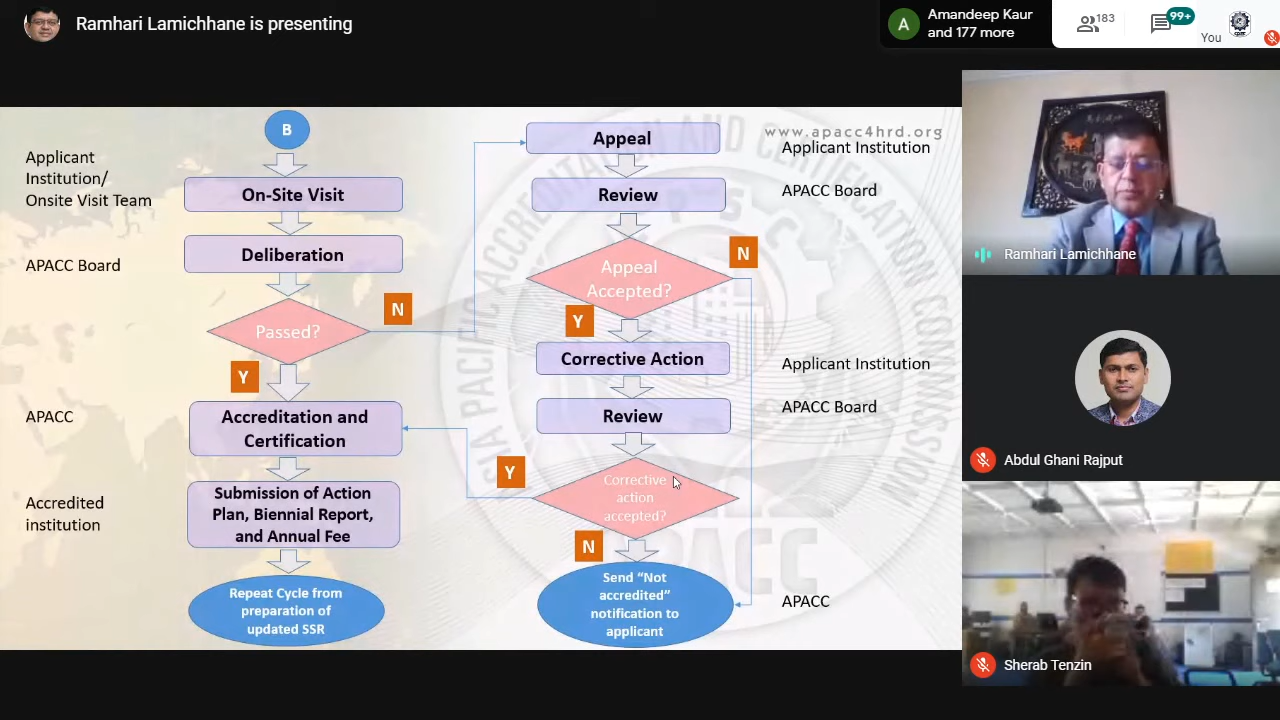 Ramhari Lamichhane is presenting
A
Amandeep Kaur
and 177 more
183
99+
You
B
Applicant
Institution/
Onsite Visit Team
On-Site Visit
APACC Board
Deliberation
Passed?
N
Y
APACC
Accreditation and
Certification
Accredited
institution
Submission of Action
Plan, Biennial Report,
and Annual Fee
Repeat Cycle from
preparation of
updated SSR
www.apacc4hrd.org
Appeal
Applicant Institution
Review
APACC Board
Appeal
Accepted?
N
Y
Corrective Action
Applicant Institution
Review
APACC Board
Corrective
action
accepted?
Y
N
Send “Not
accredited”
notification to
applicant
APACC
Ramhari Lamichhane
Abdul Ghani Rajput
Sherab Tenzin